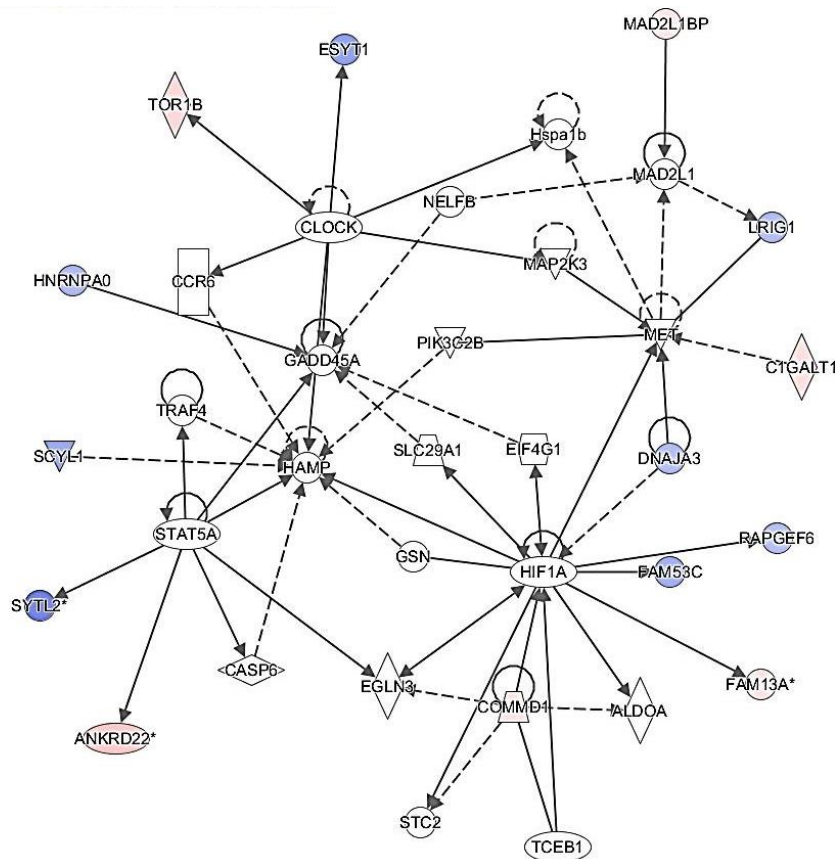 MAD2L1BP
ESYT1
TOR1B
Hspa1b
MAD2L1
NELFB
CLOCK
LRIG1
MAP2K3
HNRNPA0
CCR6
MET
PIK3C2B
GADD45A
C1GALT1
TRAF4
SLC29A1
EIF4G1
DNAJA3
SCYL1
HAMP
STAT5A
RAPGEF6
GSN
HIF1A
FAM53C
SYTL2*
CASP6
EGLN3
FAM13A*
COMMD1
ALDOA
ANKRD22*
STC2
TCEB1